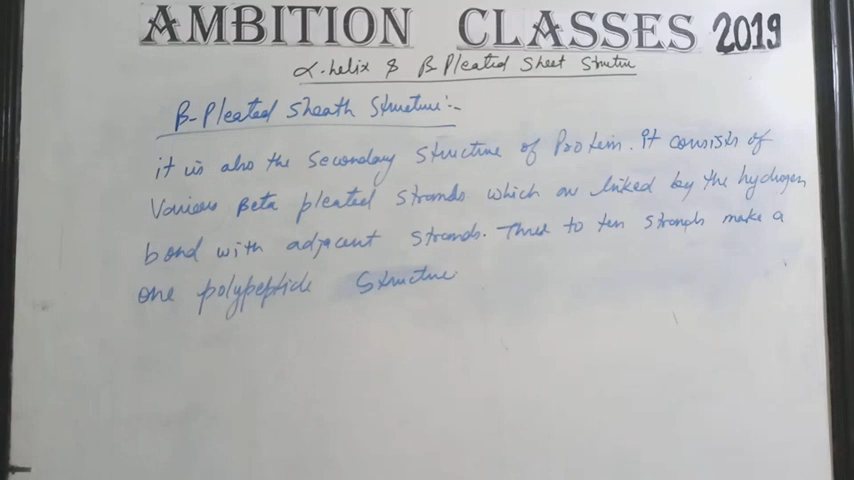 AMBITION CLASSES 2019
α-helix & β Pleated Sheet Structure
β-Pleated Sheath Structure:-
it is also the Secondary Structure of Protein. It consists of
Various Beta pleated strands which are linked by the hydrogen
bond with adjacent strands. Three to ten strands make a
one polypeptide Structure